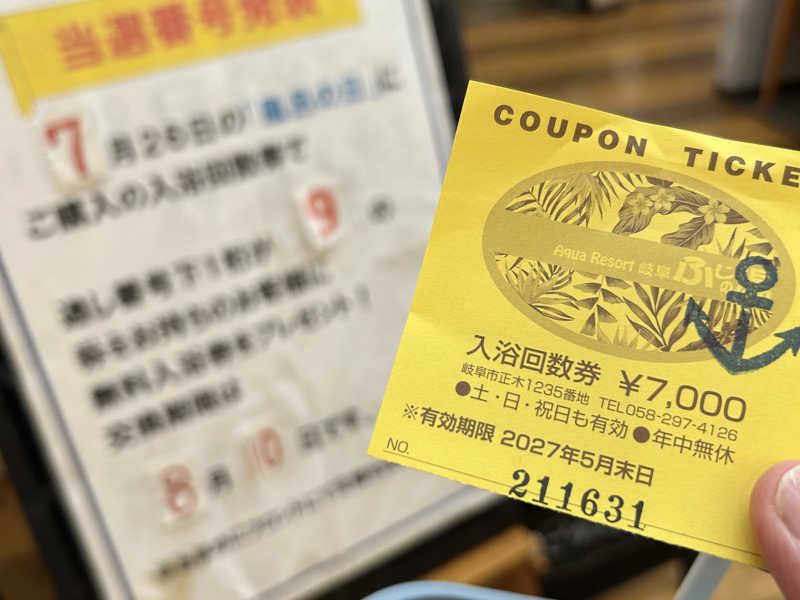 当選番号発表
7月26日の「風呂の日」に
ご購入の入浴回数券で
9の
通し番号下1桁が
券をお持ちのお客様に
無料入浴券をプレゼント！
交換期限は
8月10日です。
COUPON TICKE
Aqua Resort 岐阜
入浴回数券 ¥7,000
岐阜市正木1235番地 TEL058-297-4126
●土・日・祝日も有効 ●年中無休
※有効期限 2027年5月末日
NO.
211631